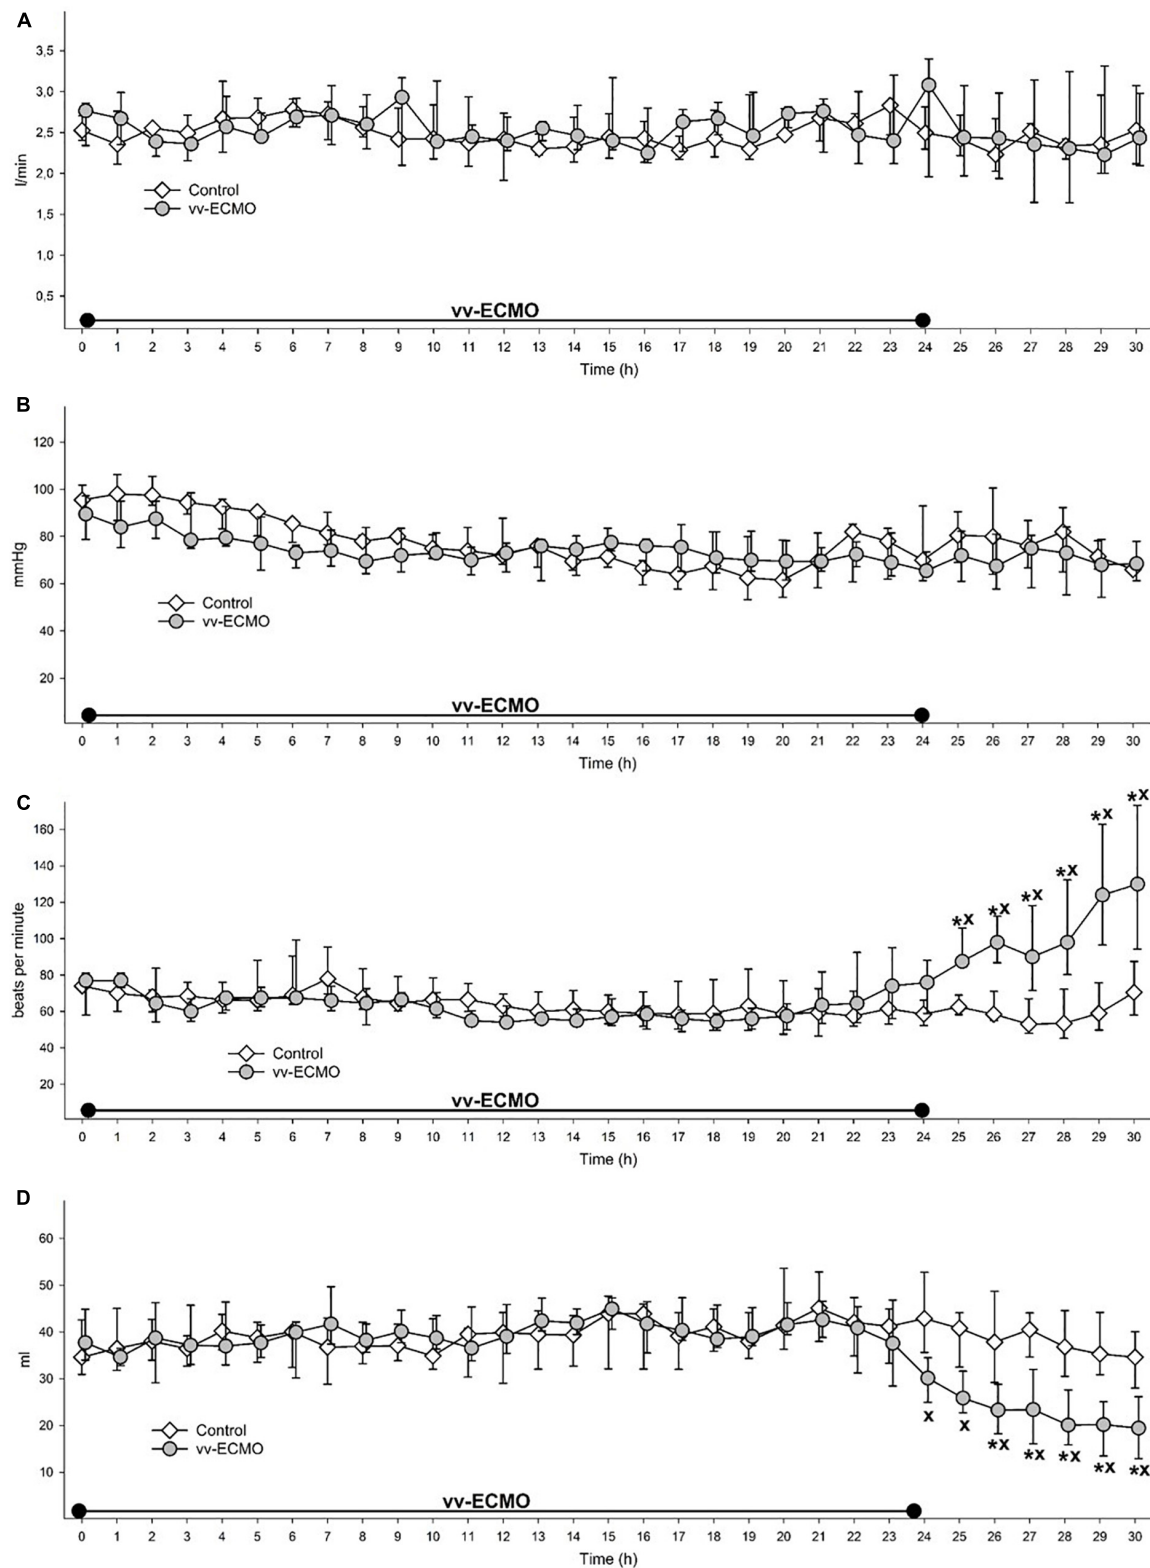 A
3,5
3,0
2,5
2,0
1,5
1,0
0,5
l/min
Control
vv-ECMO
vv-ECMO
0 1 2 3 4 5 6 7 8 9 10 11 12 13 14 15 16 17 18 19 20 21 22 23 24 25 26 27 28 29 30
Time (h)
B
120
100
80
60
40
20
mmHg
Control
vv-ECMO
vv-ECMO
0 1 2 3 4 5 6 7 8 9 10 11 12 13 14 15 16 17 18 19 20 21 22 23 24 25 26 27 28 29 30
Time (h)
C
160
140
120
100
80
60
40
20
beats per minute
*x *x *x *x *x *x
Control
vv-ECMO
vv-ECMO
0 1 2 3 4 5 6 7 8 9 10 11 12 13 14 15 16 17 18 19 20 21 22 23 24 25 26 27 28 29 30
Time (h)
D
60
50
40
30
20
10
ml
Control
vv-ECMO
x x *x *x *x *x *x
vv-ECMO
0 1 2 3 4 5 6 7 8 9 10 11 12 13 14 15 16 17 18 19 20 21 22 23 24 25 26 27 28 29 30
Time (h)